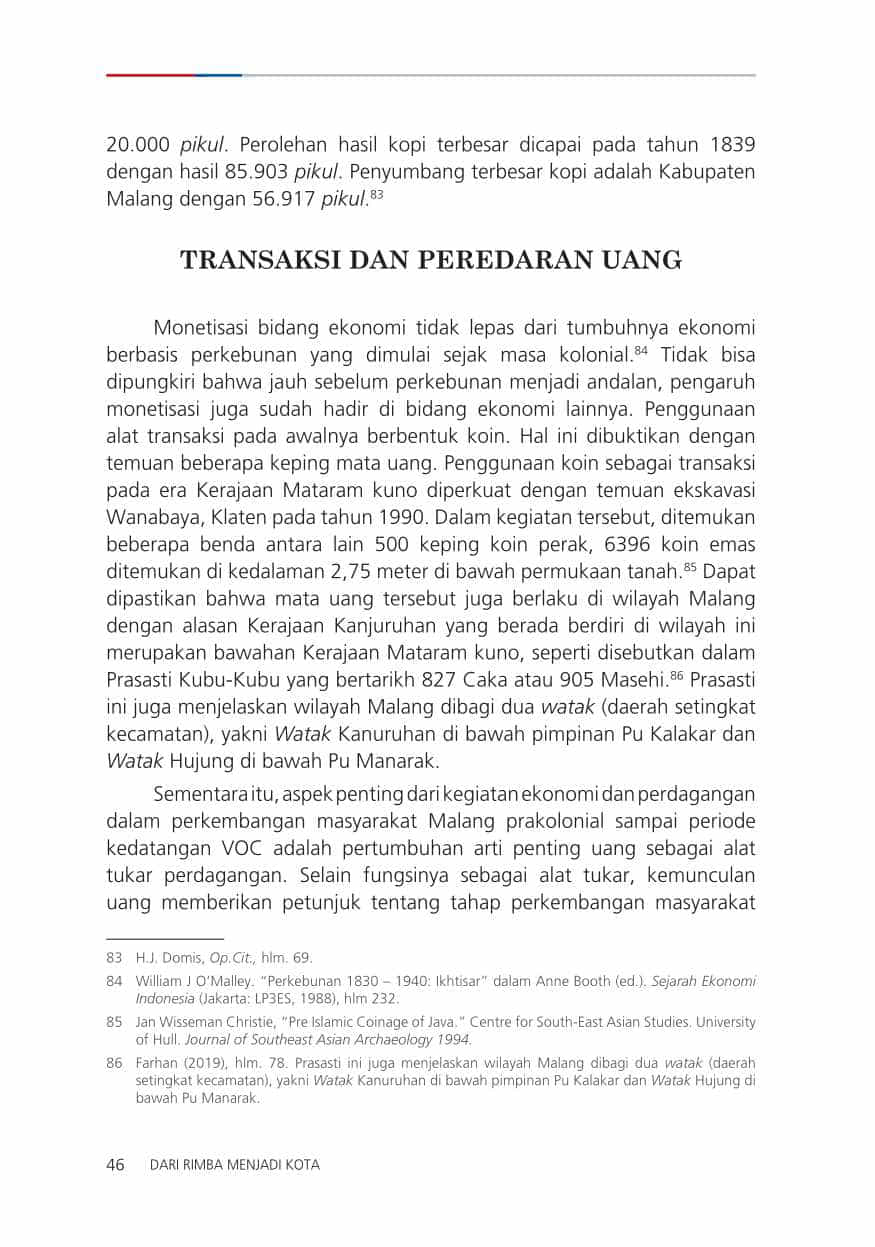 20.000 pikul. Perolehan hasil kopi terbesar dicapai pada tahun 1839
dengan hasil 85.903 pikul. Penyumbang terbesar kopi adalah Kabupaten
Malang dengan 56.917 pikul.83
TRANSAKSI DAN PEREDARAN UANG
Monetisasi bidang ekonomi tidak lepas dari tumbuhnya ekonomi
berbasis perkebunan yang dimulai sejak masa kolonial.84 Tidak bisa
dipungkiri bahwa jauh sebelum perkebunan menjadi andalan, pengaruh
monetisasi juga sudah hadir di bidang ekonomi lainnya. Penggunaan
alat transaksi pada awalnya berbentuk koin. Hal ini dibuktikan dengan
temuan beberapa keping mata uang. Penggunaan koin sebagai transaksi
pada era Kerajaan Mataram kuno diperkuat dengan temuan ekskavasi
Wanabaya, Klaten pada tahun 1990. Dalam kegiatan tersebut, ditemukan
beberapa benda antara lain 500 keping koin perak, 6396 koin emas
ditemukan di kedalaman 2,75 meter di bawah permukaan tanah.85 Dapat
dipastikan bahwa mata uang tersebut juga berlaku di wilayah Malang
dengan alasan Kerajaan Kanjuruhan yang berada berdiri di wilayah ini
merupakan bawahan Kerajaan Mataram kuno, seperti disebutkan dalam
Prasasti Kubu-Kubu yang bertarikh 827 Caka atau 905 Masehi.86 Prasasti
ini juga menjelaskan wilayah Malang dibagi dua watak (daerah setingkat
kecamatan), yakni Watak Kanuruhan di bawah pimpinan Pu Kalakar dan
Watak Hujung di bawah Pu Manarak.
Sementara itu, aspek penting dari kegiatan ekonomi dan perdagangan
dalam perkembangan masyarakat Malang prakolonial sampai periode
kedatangan VOC adalah pertumbuhan arti penting uang sebagai alat
tukar perdagangan. Selain fungsinya sebagai alat tukar, kemunculan
uang memberikan petunjuk tentang tahap perkembangan masyarakat
83 H.J. Domis, Op.Cit., hlm. 69.
84 William J O’Malley. “Perkebunan 1830 – 1940: Ikhtisar” dalam Anne Booth (ed.). Sejarah Ekonomi
Indonesia (Jakarta: LP3ES, 1988), hlm 232.
85 Jan Wisseman Christie, “Pre Islamic Coinage of Java.” Centre for South-East Asian Studies. University
of Hull. Journal of Southeast Asian Archaeology 1994.
86 Farhan (2019), hlm. 78. Prasasti ini juga menjelaskan wilayah Malang dibagi dua watak (daerah
setingkat kecamatan), yakni Watak Kanuruhan di bawah pimpinan Pu Kalakar dan Watak Hujung di
bawah Pu Manarak.
46 DARI RIMBA MENJADI KOTA